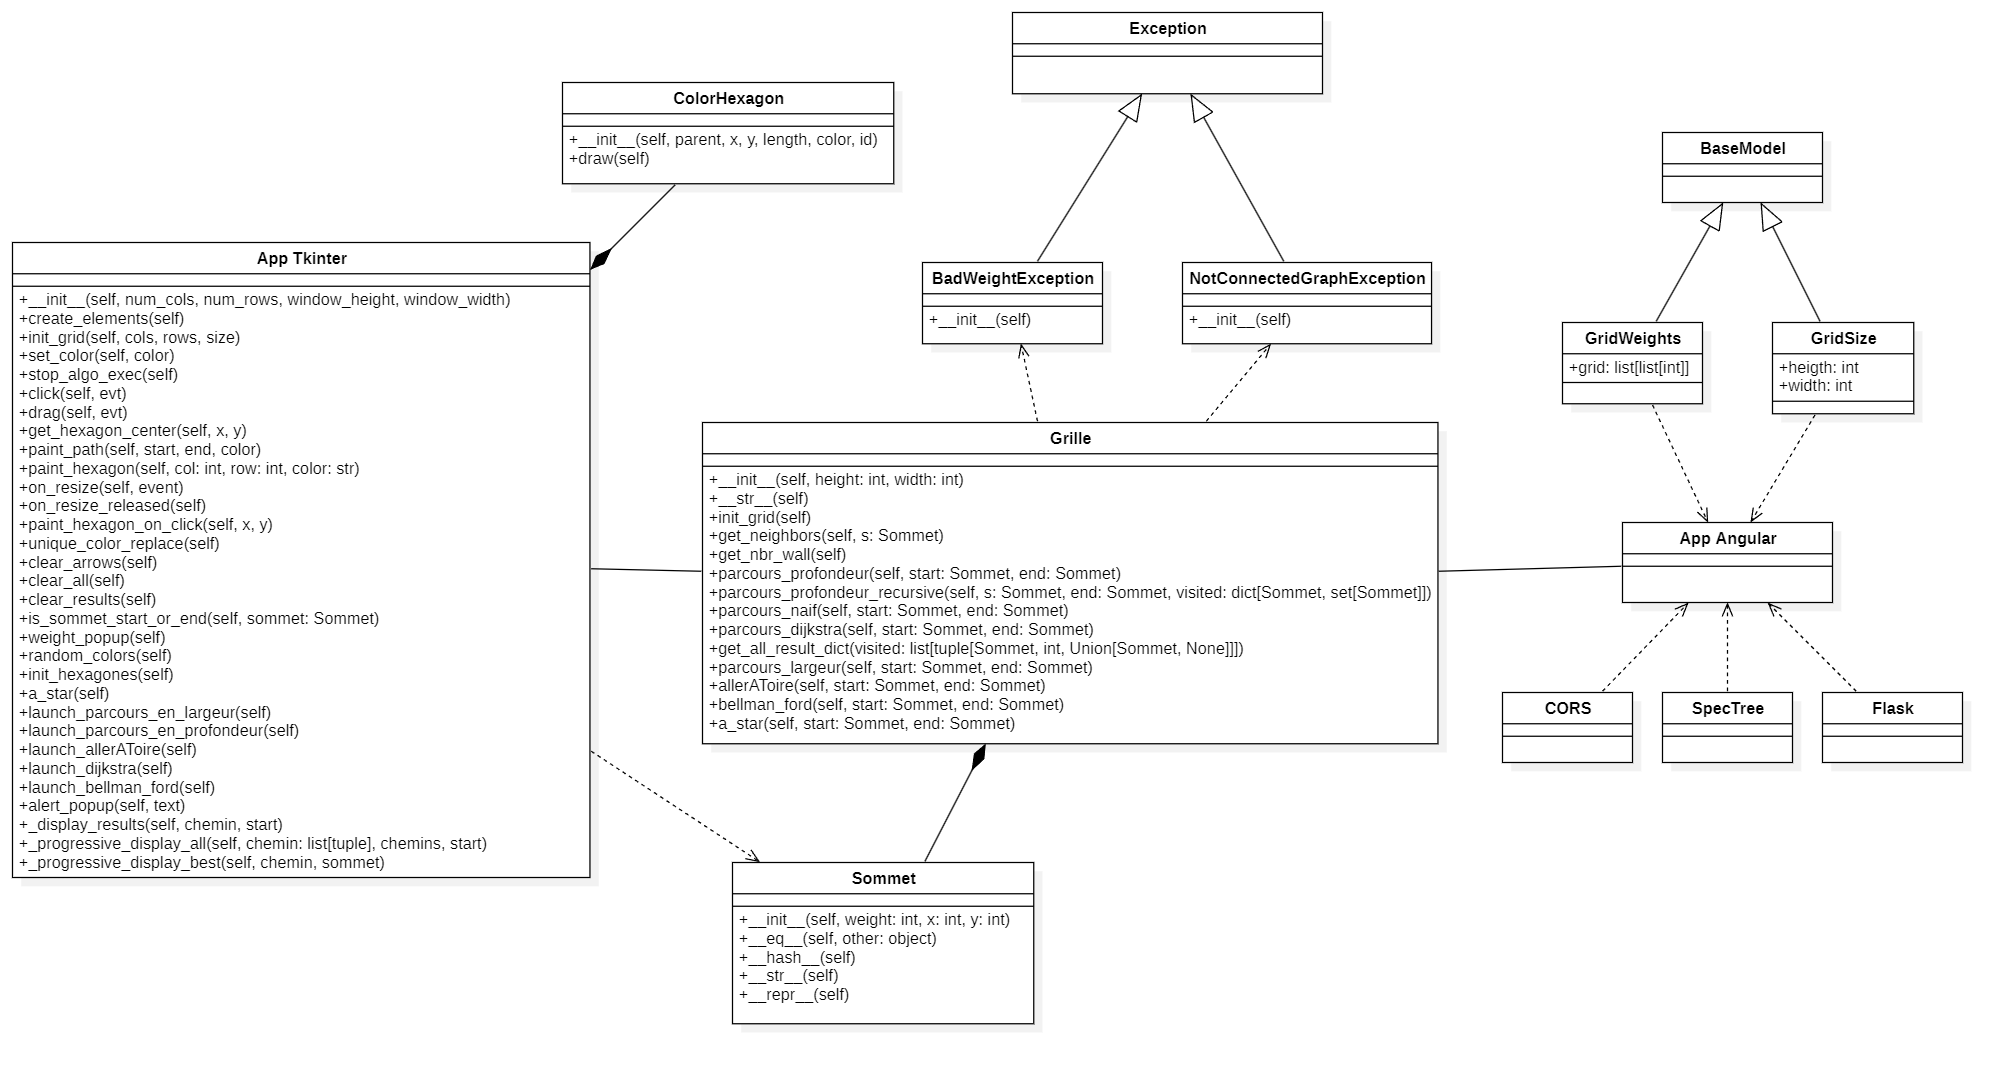 Exception
ColorHexagon
+__init__(self, parent, x, y, length, color, id)
+draw(self)
BaseModel
App Tkinter
+__init__(self, num_cols, num_rows, window_height, window_width)
+create_elements(self)
+init_grid(self, cols, rows, size)
+set_color(self, color)
+stop_algo_exec(self)
+click(self, evt)
+drag(self, evt)
+get_hexagon_center(self, x, y)
+paint_path(self, start, end, color)
+paint_hexagon(self, col: int, row: int, color: str)
+on_resize(self, event)
+on_resize_released(self)
+paint_hexagon_on_click(self, x, y)
+unique_color_replace(self)
+clear_arrows(self)
+clear_all(self)
+clear_results(self)
+is_sommet_start_or_end(self, sommet: Sommet)
+weight_popup(self)
+random_colors(self)
+init_hexagones(self)
+a_star(self)
+launch_parcours_en_largeur(self)
+launch_parcours_en_profondeur(self)
+launch_allerAToire(self)
+launch_dijkstra(self)
+launch_bellman_ford(self)
+alert_popup(self, text)
+_display_results(self, chemin, start)
+_progressive_display_all(self, chemin: list[tuple], chemins, start)
+_progressive_display_best(self, chemin, sommet)
BadWeightException
+__init__(self)
NotConnectedGraphException
+__init__(self)
GridWeights
+grid: list[list[int]]
GridSize
+heigth: int
+width: int
Grille
+__init__(self, height: int, width: int)
+__str__(self)
+init_grid(self)
+get_neighbors(self, s: Sommet)
+get_nbr_wall(self)
+parcours_profondeur(self, start: Sommet, end: Sommet)
+parcours_profondeur_recursive(self, s: Sommet, end: Sommet, visited: dict[Sommet, set[Sommet]])
+parcours_naif(self, start: Sommet, end: Sommet)
+parcours_dijkstra(self, start: Sommet, end: Sommet)
+get_all_result_dict(visited: list[tuple[Sommet, int, Union[Sommet, None]]])
+parcours_largeur(self, start: Sommet, end: Sommet)
+allerAToire(self, start: Sommet, end: Sommet)
+bellman_ford(self, start: Sommet, end: Sommet)
+a_star(self, start: Sommet, end: Sommet)
App Angular
CORS
SpecTree
Flask
Sommet
+__init__(self, weight: int, x: int, y: int)
+__eq__(self, other: object)
+__hash__(self)
+__str__(self)
+__repr__(self)